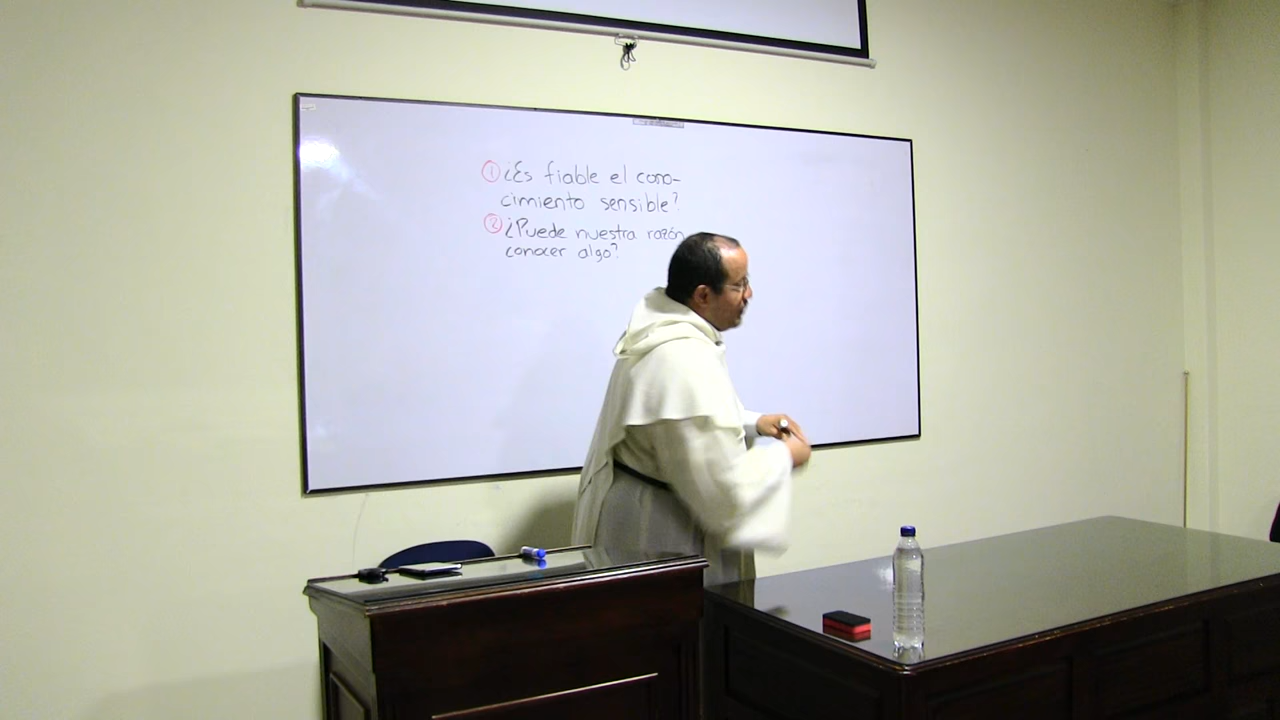 ① ¿Es fiable el cono-
cimiento sensible?
② ¿Puede nuestra razón
conocer algo?